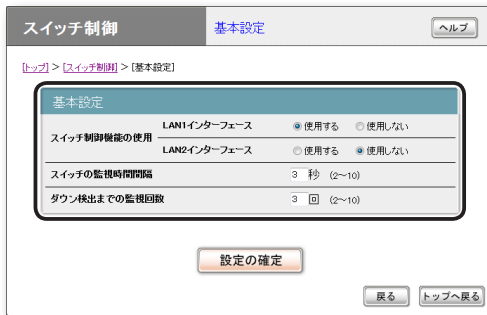 スイッチ制御 基本設定 ヘルプ
[トップ] > [スイッチ制御] > [基本設定]
基本設定
スイッチ制御機能の使用 LAN1インターフェース 使用する 使用しない
LAN2インターフェース 使用する 使用しない
スイッチの監視時間間隔 3 秒 (2~10)
ダウン検出までの監視回数 3 回 (2~10)
設定の確定
戻る トップへ戻る